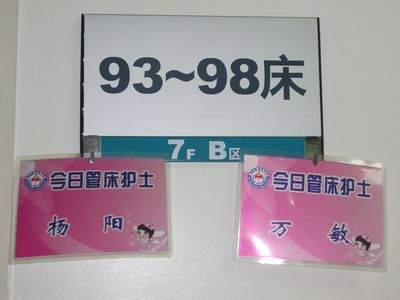 93~98床
7F B区
今日管床护士
杨 阳
今日管床护士
万 敏